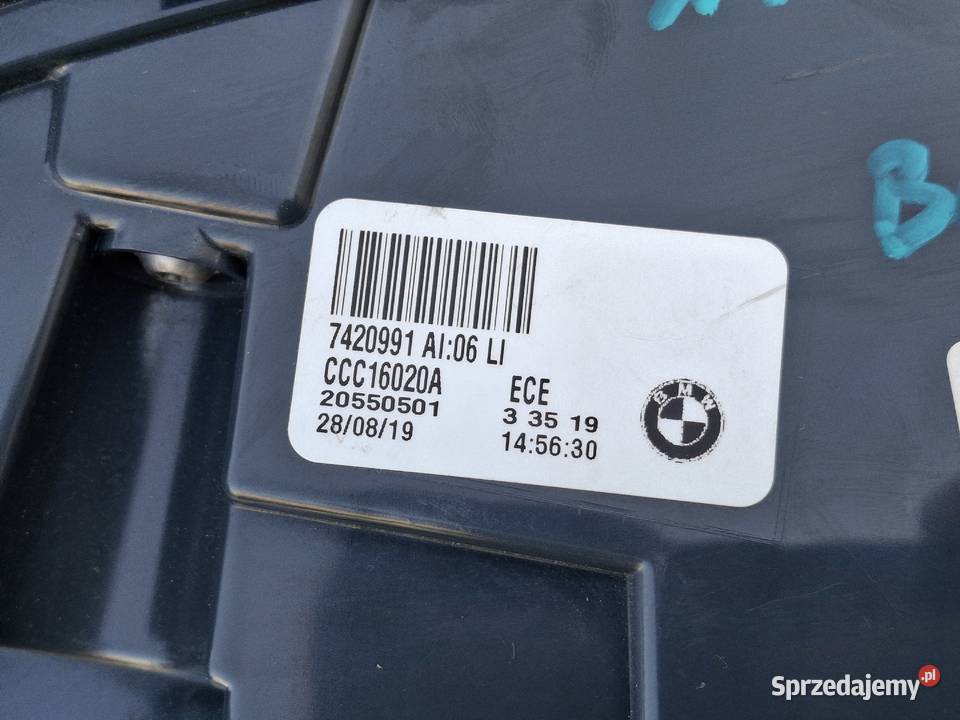 B
7420991 AI:06 LI
CCC16020A ECE
20550501 3 35 19
28/08/19 14:56:30
BMW
Sprzedajemy.pl